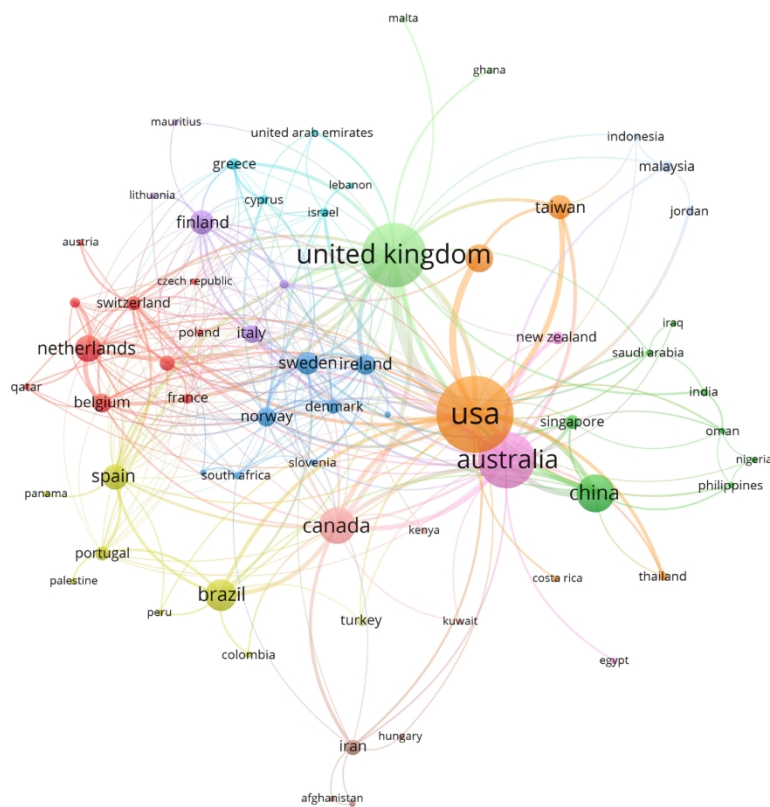 malta
ghana
mauritius
united arab emirates
indonesia
greece
malaysia
lebanon
lithuania
cyprus
taiwan
israel
jordan
finland
austria
united kingdom
czech republic
switzerland
iraq
poland
italy
new zealand
netherlands
saudi arabia
sweden
ireland
qatar
india
belgium
france
denmark
usa
norway
singapore
oman
australia
slovenia
nigeria
spain
south africa
philippines
panama
china
canada
kenya
portugal
costa rica
thailand
palestine
brazil
peru
turkey
kuwait
colombia
egypt
hungary
iran
afghanistan